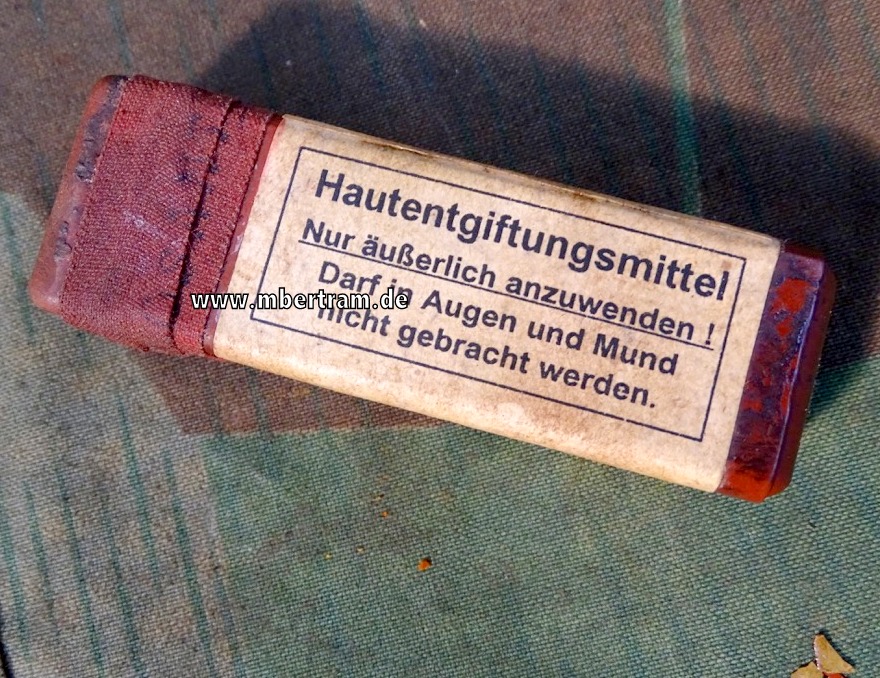 Hautentgiftungsmittel
Nur äußerlich anzuwenden !
Darf in Augen und Mund
nicht gebracht werden.
www.mbertram.de